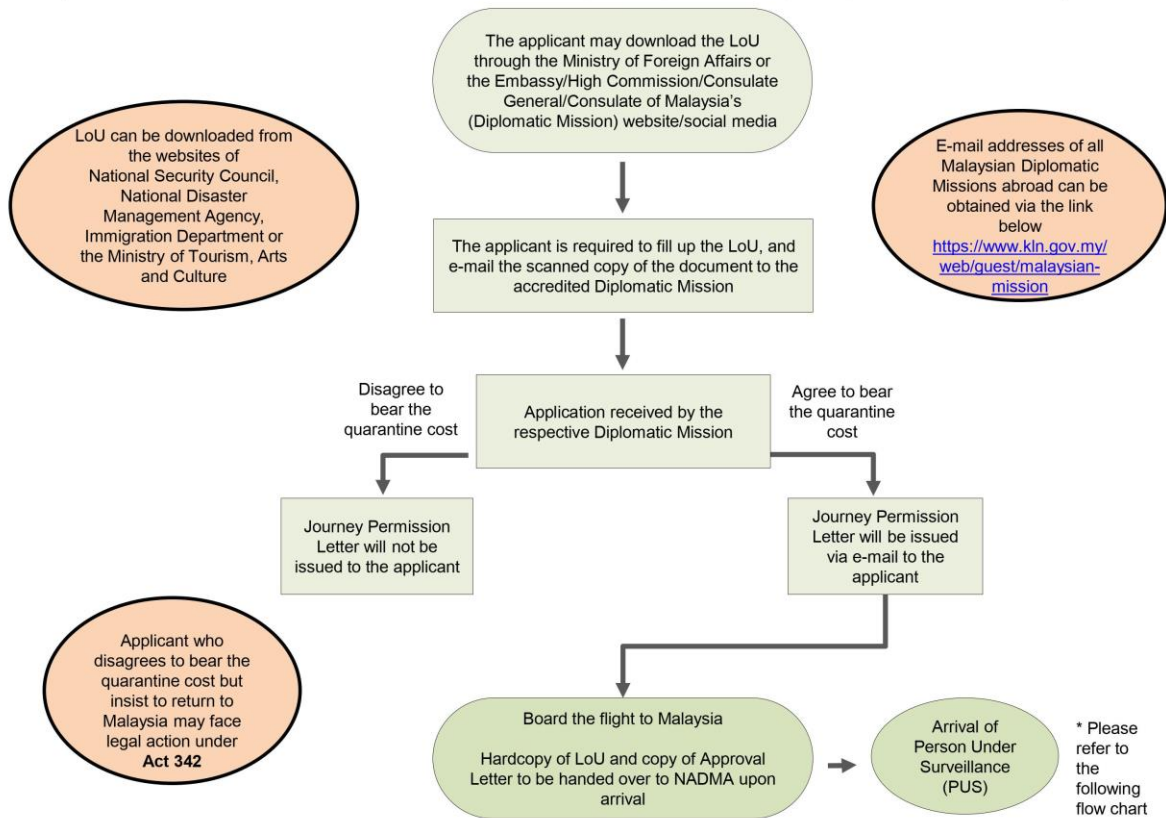 The applicant may download the LoU
through the Ministry of Foreign Affairs or
the Embassy/High Commission/Consulate
General/Consulate of Malaysia's
(Diplomatic Mission) website/social media
LoU can be downloaded from
the websites of
National Security Council,
National Disaster
Management Agency,
Immigration Department or
the Ministry of Tourism, Arts
and Culture
E-mail addresses of all
Malaysian Diplomatic
Missions abroad can be
obtained via the link
below
https://www.kln.gov.my/
web/guest/malaysian-
mission
The applicant is required to fill up the LoU, and
e-mail the scanned copy of the document to the
accredited Diplomatic Mission
Disagree to
bear the
quarantine cost
Application received by the
respective Diplomatic Mission
Agree to bear
the quarantine
cost
Journey Permission
Letter will not be
issued to the applicant
Journey Permission
Letter will be issued
via e-mail to the
applicant
Applicant who
disagrees to bear the
quarantine cost but
insist to return to
Malaysia may face
legal action under
Act 342
Board the flight to Malaysia
Hardcopy of LoU and copy of Approval
Letter to be handed over to NADMA upon
arrival
Arrival of
Person Under
Surveillance
(PUS)
* Please
refer to
the
following
flow chart